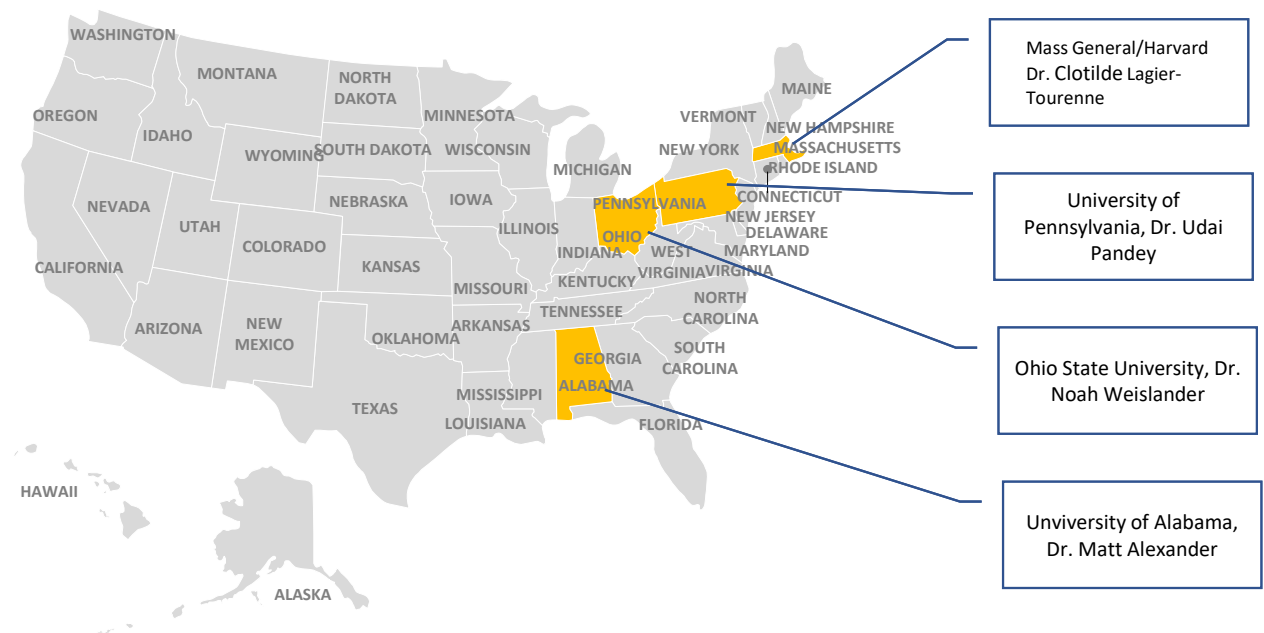 WASHINGTON
MONTANA
NORTH
DAKOTA
MINNESOTA
MAINE
OREGON
IDAHO
VERMONT
NEW HAMPSHIRE
WYOMING
SOUTH DAKOTA
WISCONSIN
NEW YORK
MASSACHUSETTS
MICHIGAN
RHODE ISLAND
NEVADA
NEBRASKA
IOWA
PENNSYLVANIA
CONNECTICUT
UTAH
ILLINOIS
NEW JERSEY
COLORADO
OHIO
DELAWARE
CALIFORNIA
KANSAS
INDIANA
WEST
VIRGINIA
MARYLAND
VIRGINIA
MISSOURI
KENTUCKY
ARIZONA
NEW
MEXICO
OKLAHOMA
ARKANSAS
TENNESSEE
NORTH
CAROLINA
GEORGIA
SOUTH
CAROLINA
TEXAS
MISSISSIPPI
ALABAMA
LOUISIANA
FLORIDA
HAWAII
ALASKA
Mass General/Harvard
Dr. Clotilde Lagier-
Tourenne
University of
Pennsylvania, Dr. Udai
Pandey
Ohio State University, Dr.
Noah Weislander
Unviversity of Alabama,
Dr. Matt Alexander